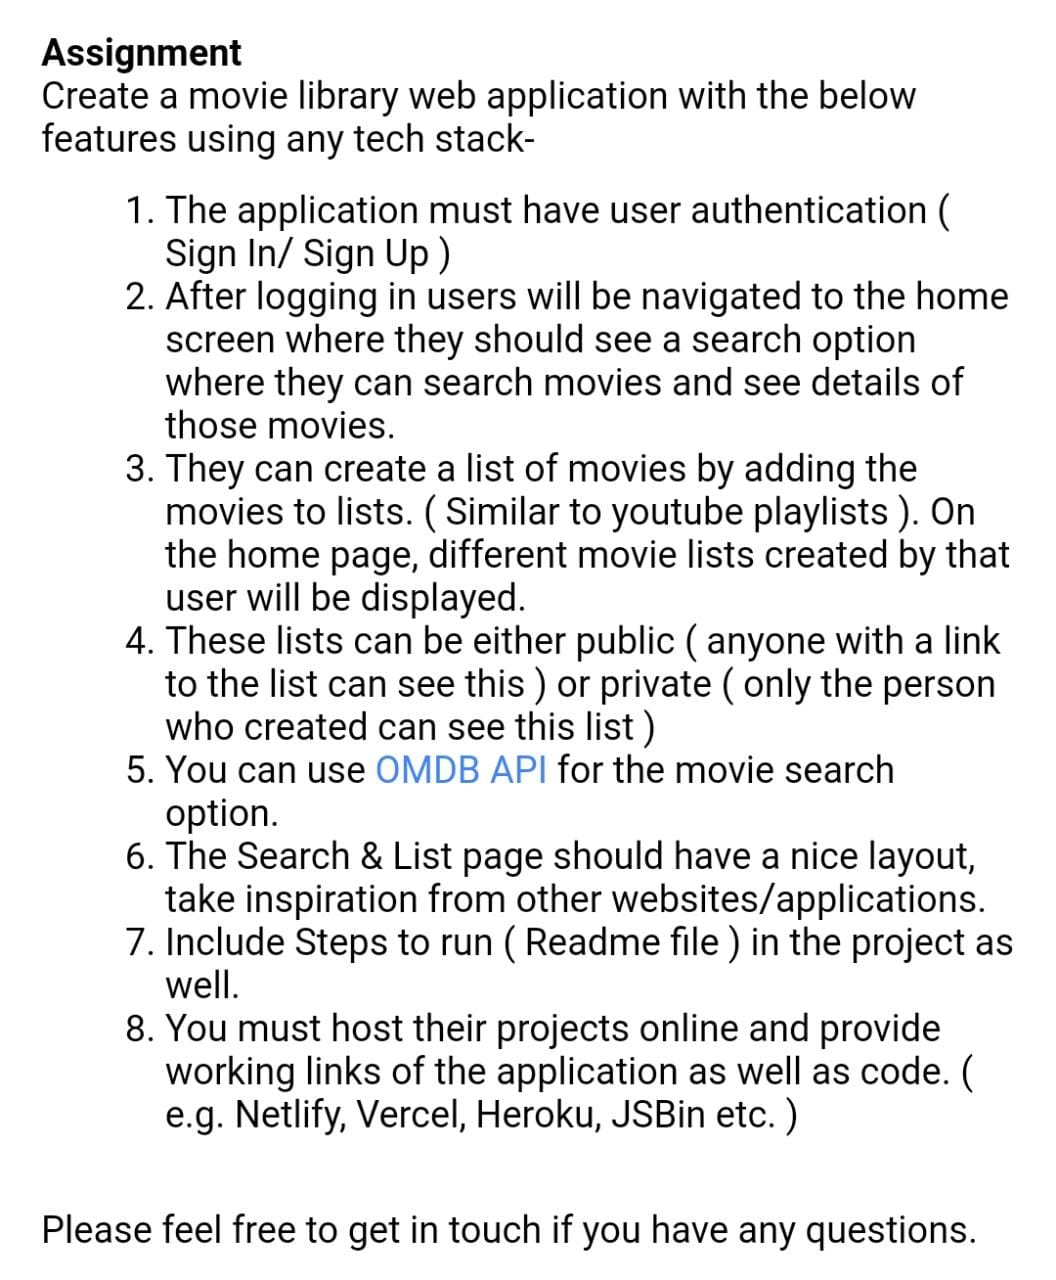 Assignment
Create a movie library web application with the below
features using any tech stack-
1. The application must have user authentication (
Sign In/ Sign Up )
2. After logging in users will be navigated to the home
screen where they should see a search option
where they can search movies and see details of
those movies.
3. They can create a list of movies by adding the
movies to lists. ( Similar to youtube playlists ). On
the home page, different movie lists created by that
user will be displayed.
4. These lists can be either public ( anyone with a link
to the list can see this ) or private ( only the person
who created can see this list )
5. You can use OMDB API for the movie search
option.
6. The Search & List page should have a nice layout,
take inspiration from other websites/applications.
7. Include Steps to run ( Readme file ) in the project as
well.
8. You must host their projects online and provide
working links of the application as well as code. (
e.g. Netlify, Vercel, Heroku, JSBin etc. )
Please feel free to get in touch if you have any questions.